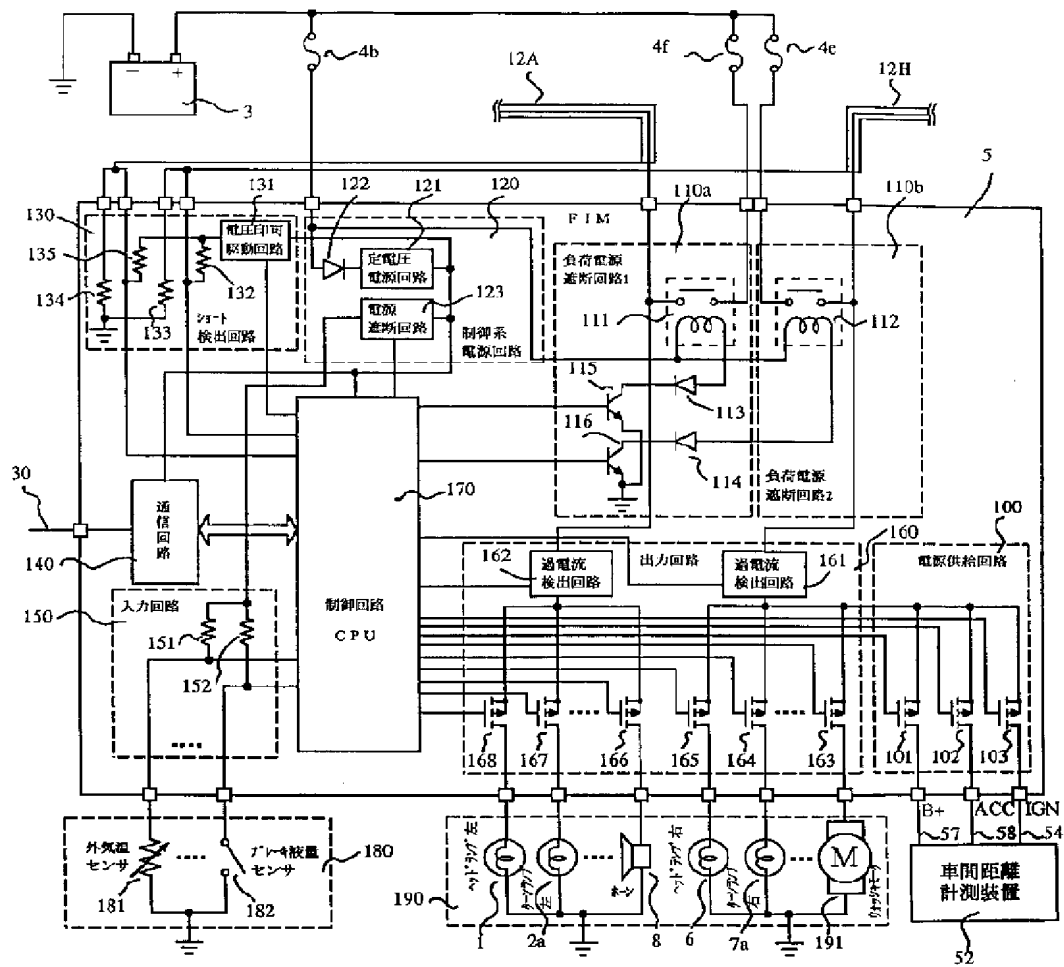 4b
4f
4e
3
12A
12H
5
131
122
121
120
110a
110b
130
電圧印可
駆動回路
FIM
135
132
定電圧
電源回路
負荷電源
遮断回路1
134
133
123
電源
遮断回路
111
112
ショート
検出回路
制御系
電源回路
115
113
116
114
負荷電源
遮断回路2
170
30
通信回路
140
100
160
162
過電流
検出回路
出力回路
過電流
検出回路
161
電源供給回路
150
入力回路
制御回路
CPU
151
152
168
167
166
165
164
163
101
102
103
B+
ACC
IGN
57
58
54
外気温
センサ
ブレーキ液量
センサ
180
181
182
190
ヘッドランプ左
ターンランプ左
ホーン
ヘッドランプ右
ターンランプ右
M
ウォッシャモータ
1
2a
8
6
7a
191
車間距離
計測装置
52